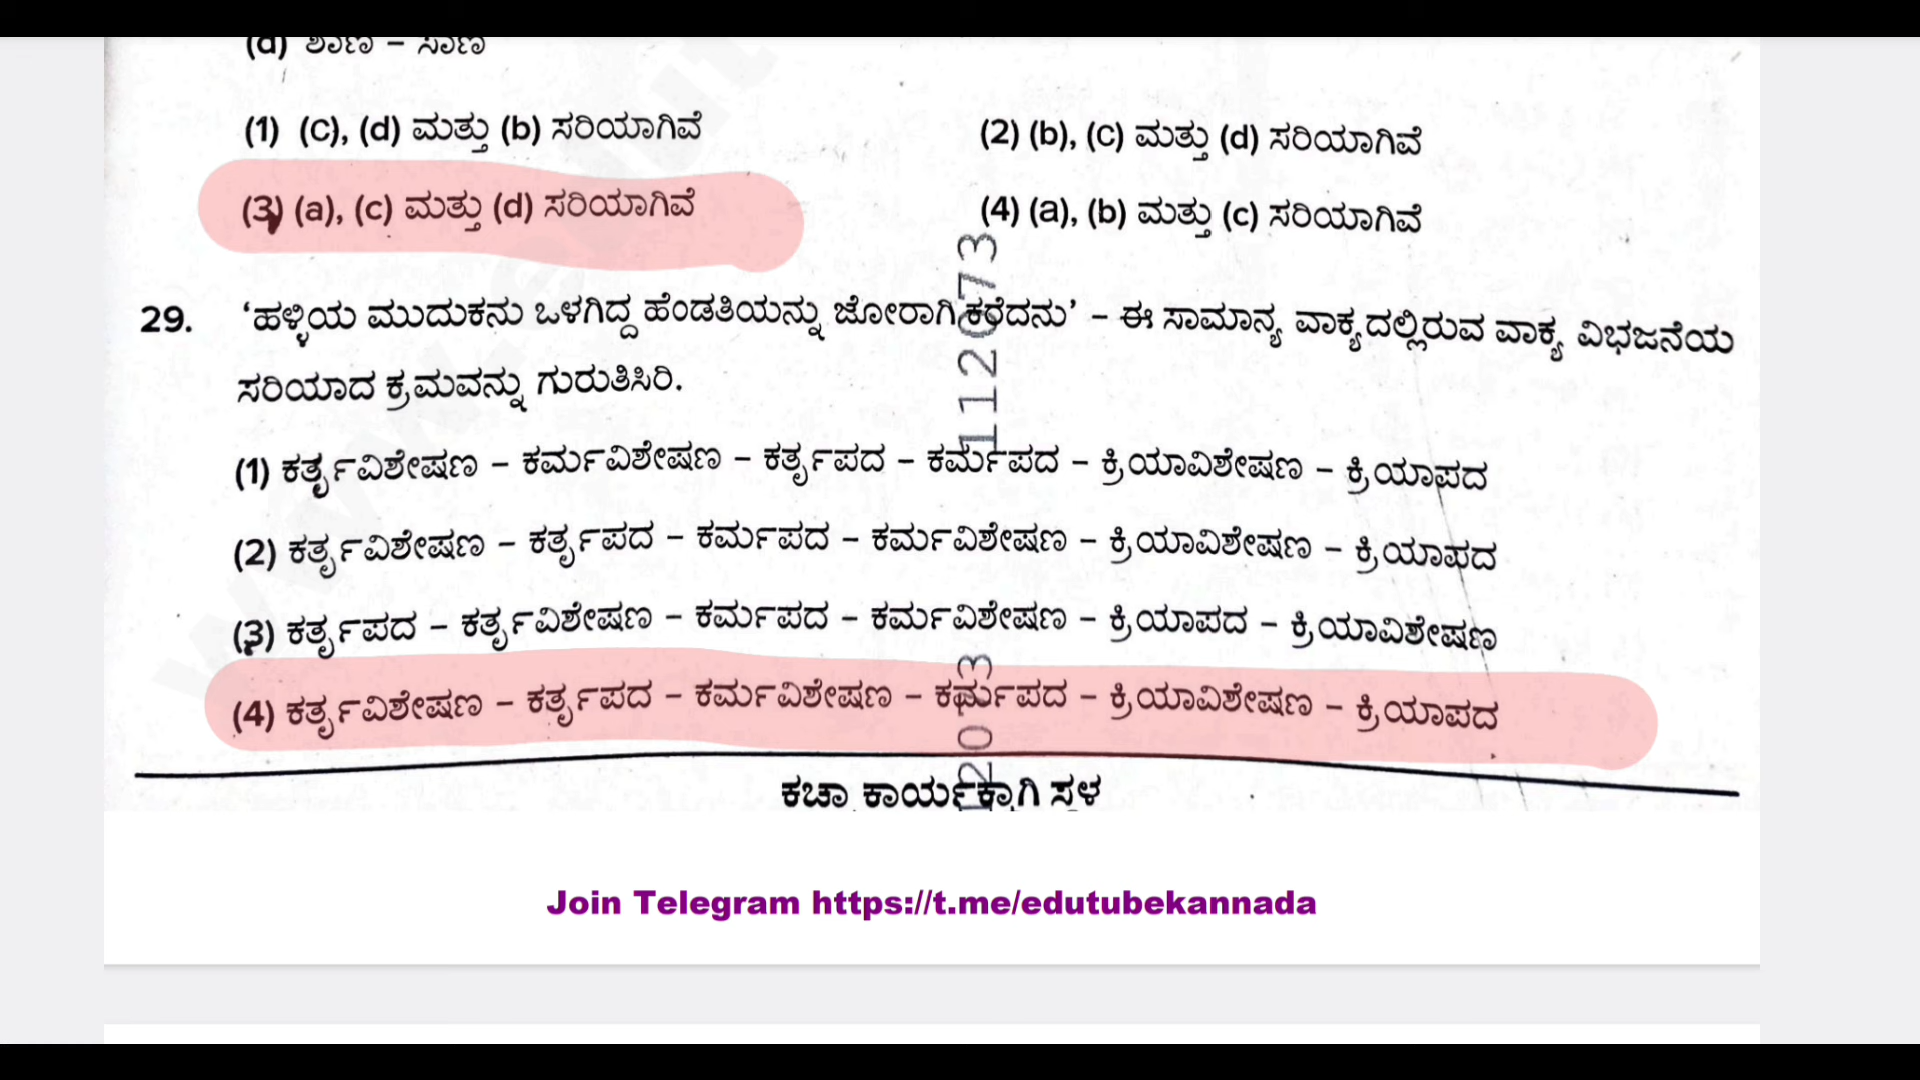 (d) ಶಾಣ – ಸಾಣೆ
(1) (c), (d) ಮತ್ತು (b) ಸರಿಯಾಗಿವೆ
(2) (b), (c) ಮತ್ತು (d) ಸರಿಯಾಗಿವೆ
(3) (a), (c) ಮತ್ತು (d) ಸರಿಯಾಗಿವೆ
(4) (a), (b) ಮತ್ತು (c) ಸರಿಯಾಗಿವೆ
29. ‘ಹಳ್ಳಿಯ ಮುದುಕನು ಒಳಗಿದ್ದ ಹೆಂಡತಿಯನ್ನು ಜೋರಾಗಿ ಕರೆದನು’ – ಈ ಸಾಮಾನ್ಯ ವಾಕ್ಯದಲ್ಲಿರುವ ವಾಕ್ಯ ವಿಭಜನೆಯ
ಸರಿಯಾದ ಕ್ರಮವನ್ನು ಗುರುತಿಸಿರಿ.
(1) ಕರ್ತೃವಿಶೇಷಣ – ಕರ್ಮವಿಶೇಷಣ – ಕರ್ತೃಪದ – ಕರ್ಮಪದ – ಕ್ರಿಯಾವಿಶೇಷಣ – ಕ್ರಿಯಾಪದ
(2) ಕರ್ತೃವಿಶೇಷಣ – ಕರ್ತೃಪದ – ಕರ್ಮಪದ – ಕರ್ಮವಿಶೇಷಣ – ಕ್ರಿಯಾವಿಶೇಷಣ – ಕ್ರಿಯಾಪದ
(3) ಕರ್ತೃಪದ – ಕರ್ತೃವಿಶೇಷಣ – ಕರ್ಮಪದ – ಕರ್ಮವಿಶೇಷಣ – ಕ್ರಿಯಾಪದ – ಕ್ರಿಯಾವಿಶೇಷಣ
(4) ಕರ್ತೃವಿಶೇಷಣ – ಕರ್ತೃಪದ – ಕರ್ಮವಿಶೇಷಣ – ಕರ್ಮಪದ – ಕ್ರಿಯಾವಿಶೇಷಣ – ಕ್ರಿಯಾಪದ
112073
ಕಚಾ ಕಾರ್ಯಕ್ಕಾಗಿ ಸ್ಥಳ
Join Telegram https://t.me/edutubekannada